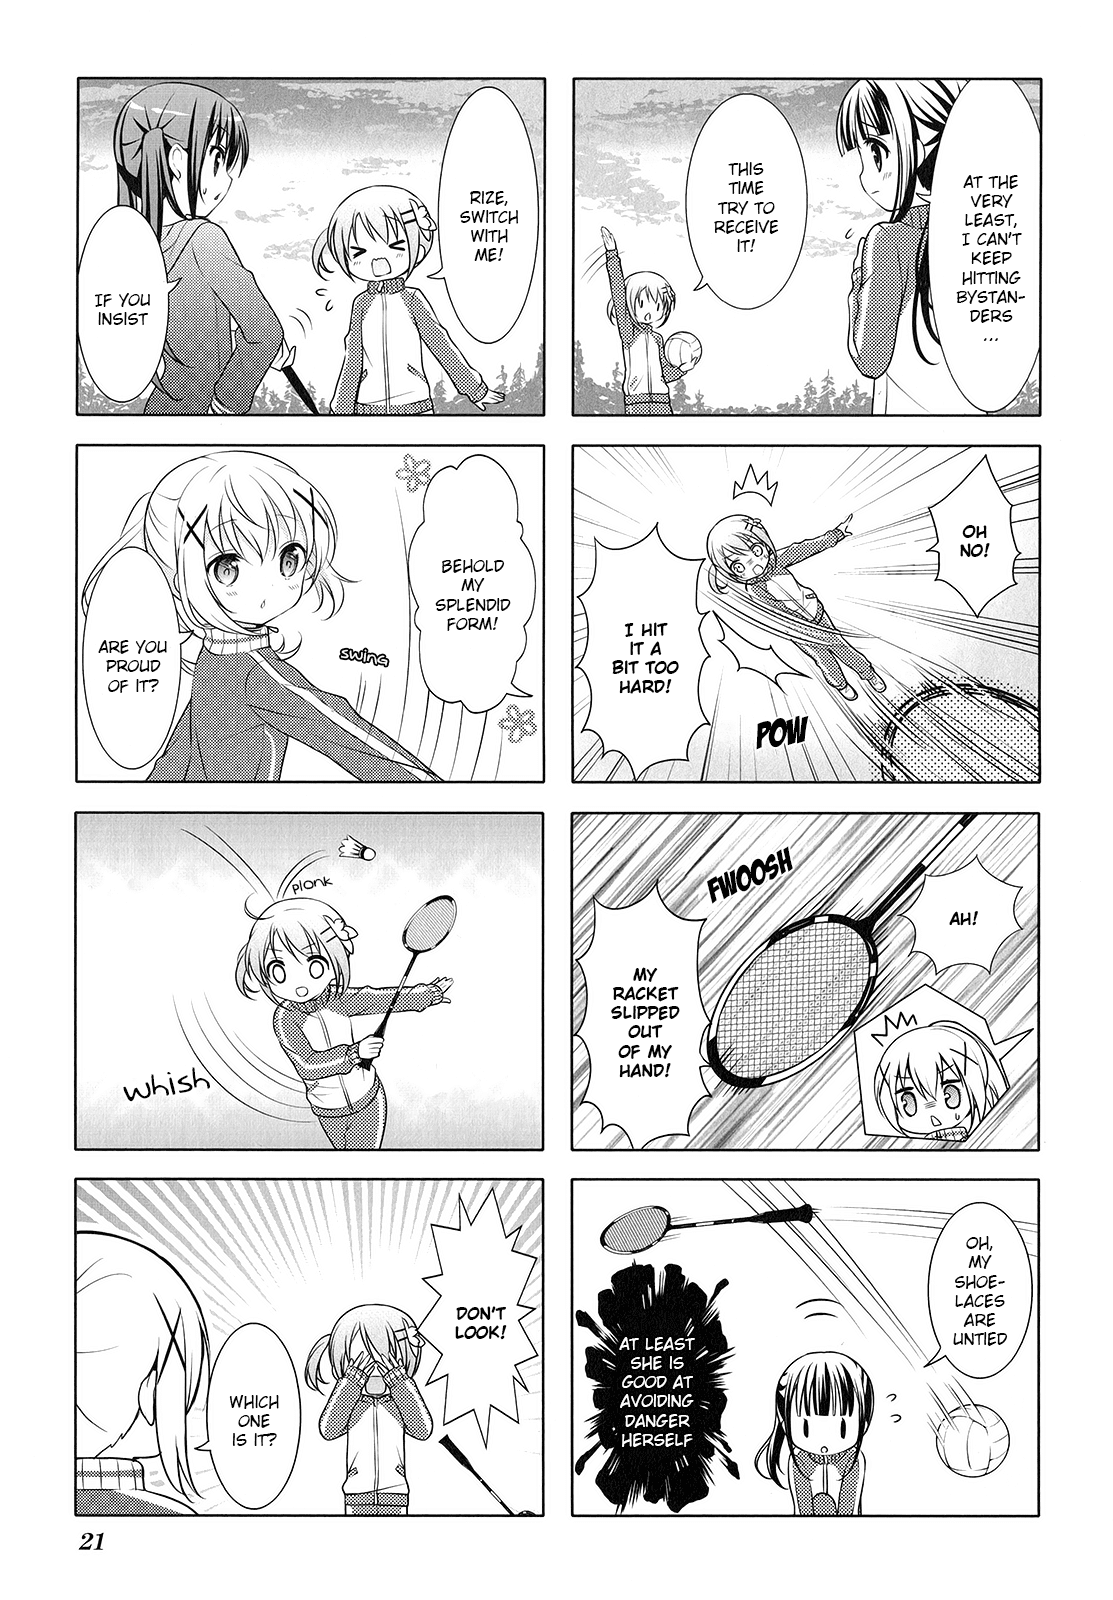 AT THE
VERY
LEAST,
I CAN'T
KEEP
HITTING
BYSTAN-
DERS
...
THIS
TIME
TRY TO
RECEIVE
IT!
OH
NO!
I HIT
IT A
BIT TOO
HARD!
POW
AH!
FWOOSH
MY
RACKET
SLIPPED
OUT
OF MY
HAND!
OH,
MY
SHOE-
LACES
ARE
UNTIED
AT LEAST
SHE IS
GOOD AT
AVOIDING
DANGER
HERSELF
RIZE,
SWITCH
WITH
ME!
IF YOU
INSIST
BEHOLD
MY
SPLENDID
FORM!
swing
ARE YOU
PROUD
OF IT?
plonk
whish
DON'T
LOOK!
WHICH
ONE
IS IT?
21